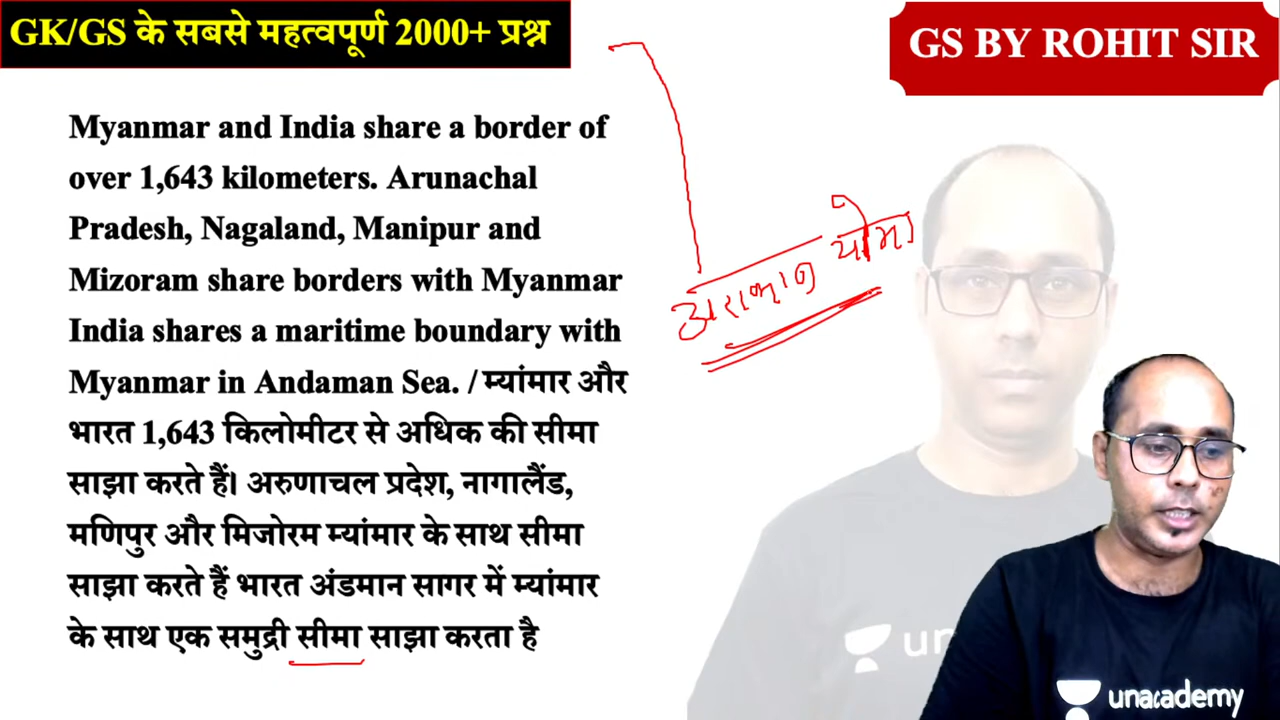 GK/GS के सबसे महत्वपूर्ण 2000+ प्रश्न
GS BY ROHIT SIR
Myanmar and India share a border of
over 1,643 kilometers. Arunachal
Pradesh, Nagaland, Manipur and
Mizoram share borders with Myanmar
India shares a maritime boundary with
Myanmar in Andaman Sea. / म्यांमार और
भारत 1,643 किलोमीटर से अधिक की सीमा
साझा करते हैं। अरुणाचल प्रदेश, नागालैंड,
मणिपुर और मिजोरम म्यांमार के साथ सीमा
साझा करते हैं भारत अंडमान सागर में म्यांमार
के साथ एक समुद्री सीमा साझा करता है
अराकान योमा
un
unacademy